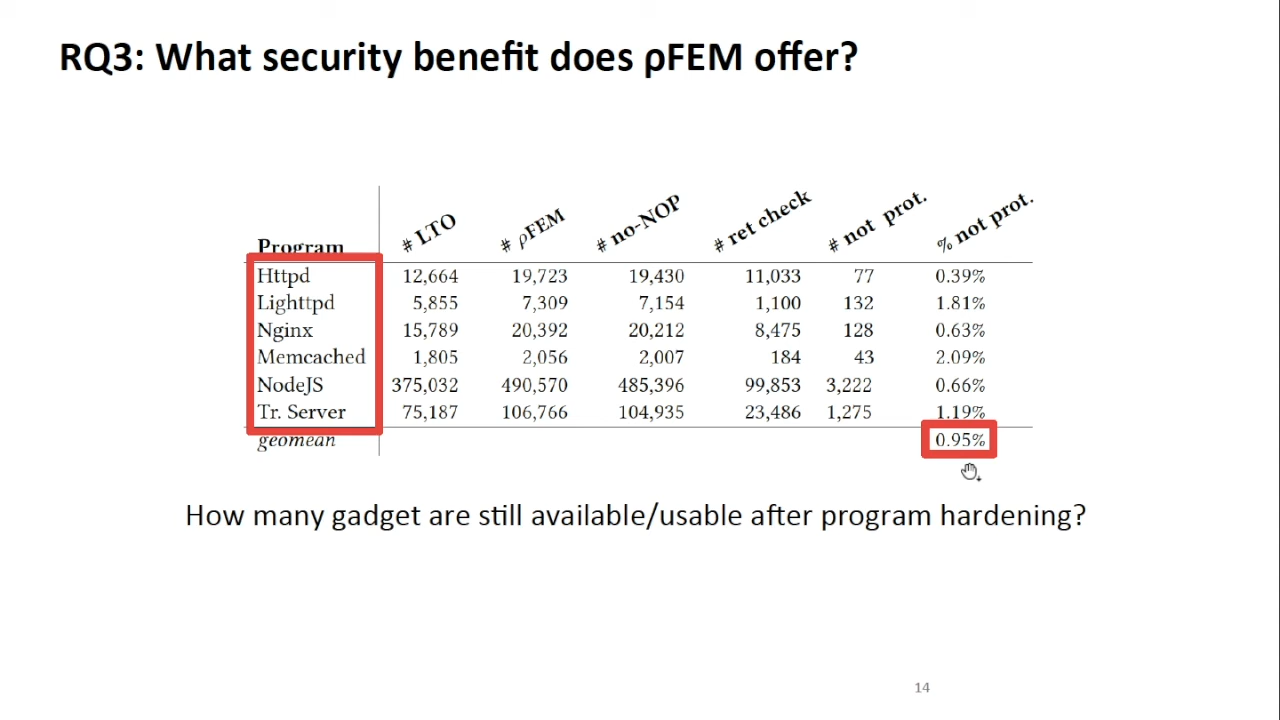 RQ3: What security benefit does ρFEM offer?
Program # LTO # ρFEM # no-NOP # ret check # not prot. % not prot.
Httpd 12,664 19,723 19,430 11,033 77 0.39%
Lighttpd 5,855 7,309 7,154 1,100 132 1.81%
Nginx 15,789 20,392 20,212 8,475 128 0.63%
Memcached 1,805 2,056 2,007 184 43 2.09%
NodeJS 375,032 490,570 485,396 99,853 3,222 0.66%
Tr. Server 75,187 106,766 104,935 23,486 1,275 1.19%
geomean 0.95%
How many gadget are still available/usable after program hardening?
14